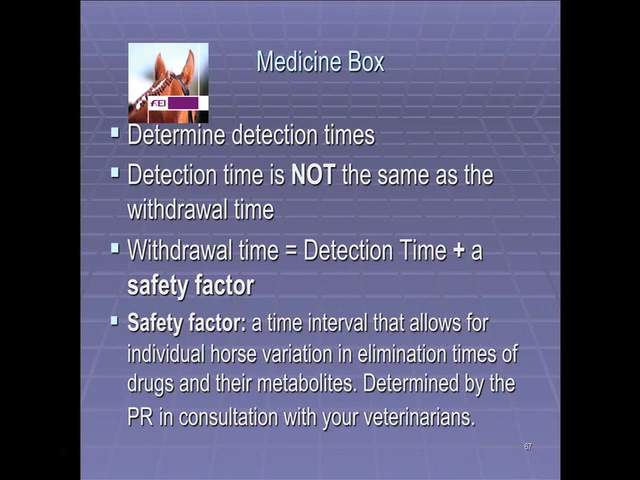 Medicine Box
FEI
Determine detection times
Detection time is NOT the same as the
withdrawal time
Withdrawal time = Detection Time + a
safety factor
Safety factor: a time interval that allows for
individual horse variation in elimination times of
drugs and their metabolites. Determined by the
PR in consultation with your veterinarians.
67